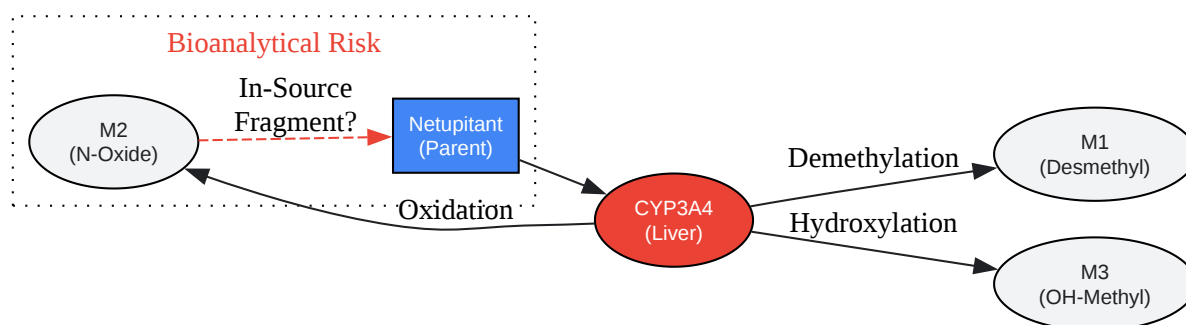 Bioanalytical Risk
In-Source
Fragment?
M2
(N-Oxide)
Netupitant
(Parent)
Oxidation
CYP3A4
(Liver)
Demethylation
Hydroxylation
M1
(Desmethyl)
M3
(OH-Methyl)